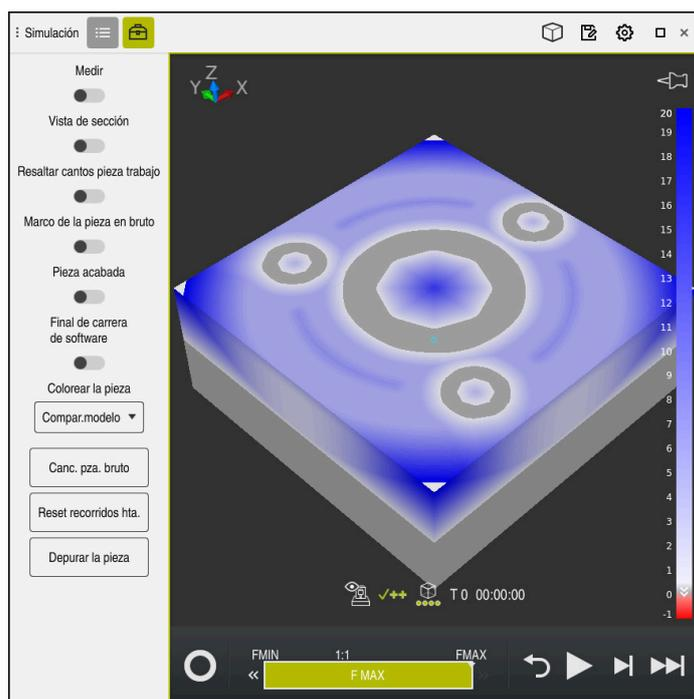 Simulación
Medir
Vista de sección
Resaltar cantos pieza trabajo
Marco de la pieza en bruto
Pieza acabada
Final de carrera
de software
Colorear la pieza
Compar.modelo
Canc. pza. bruto
Reset recorridos hta.
Depurar la pieza
Z
Y X
20
19
18
17
16
15
14
13
12
11
10
9
8
7
6
5
4
3
2
1
0
-1
T 0 00:00:00
FMIN 1:1 FMAX
F MAX